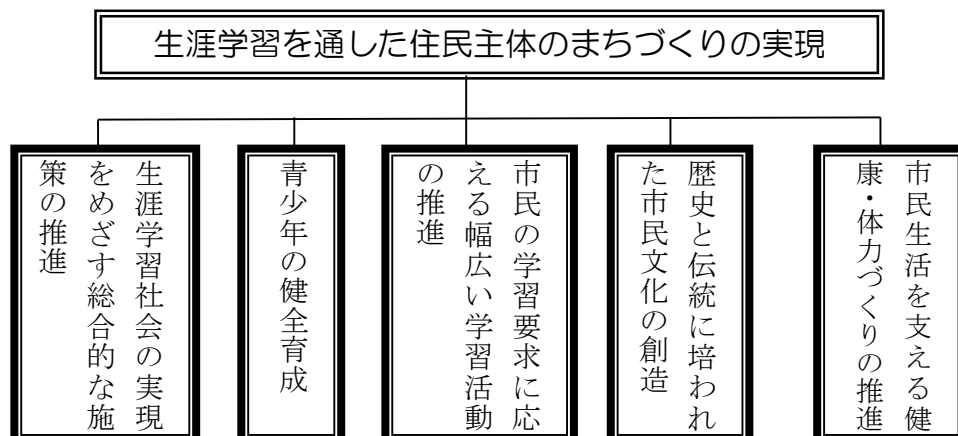 生涯学習を通した住民主体のまちづくりの実現
生涯学習社会の実現
をめざす総合的な施
策の推進
青少年の健全育成
市民の学習要求に応
える幅広い学習活動
の推進
歴史と伝統に培われ
た市民文化の創造
市民生活を支える健
康・体力づくりの推進